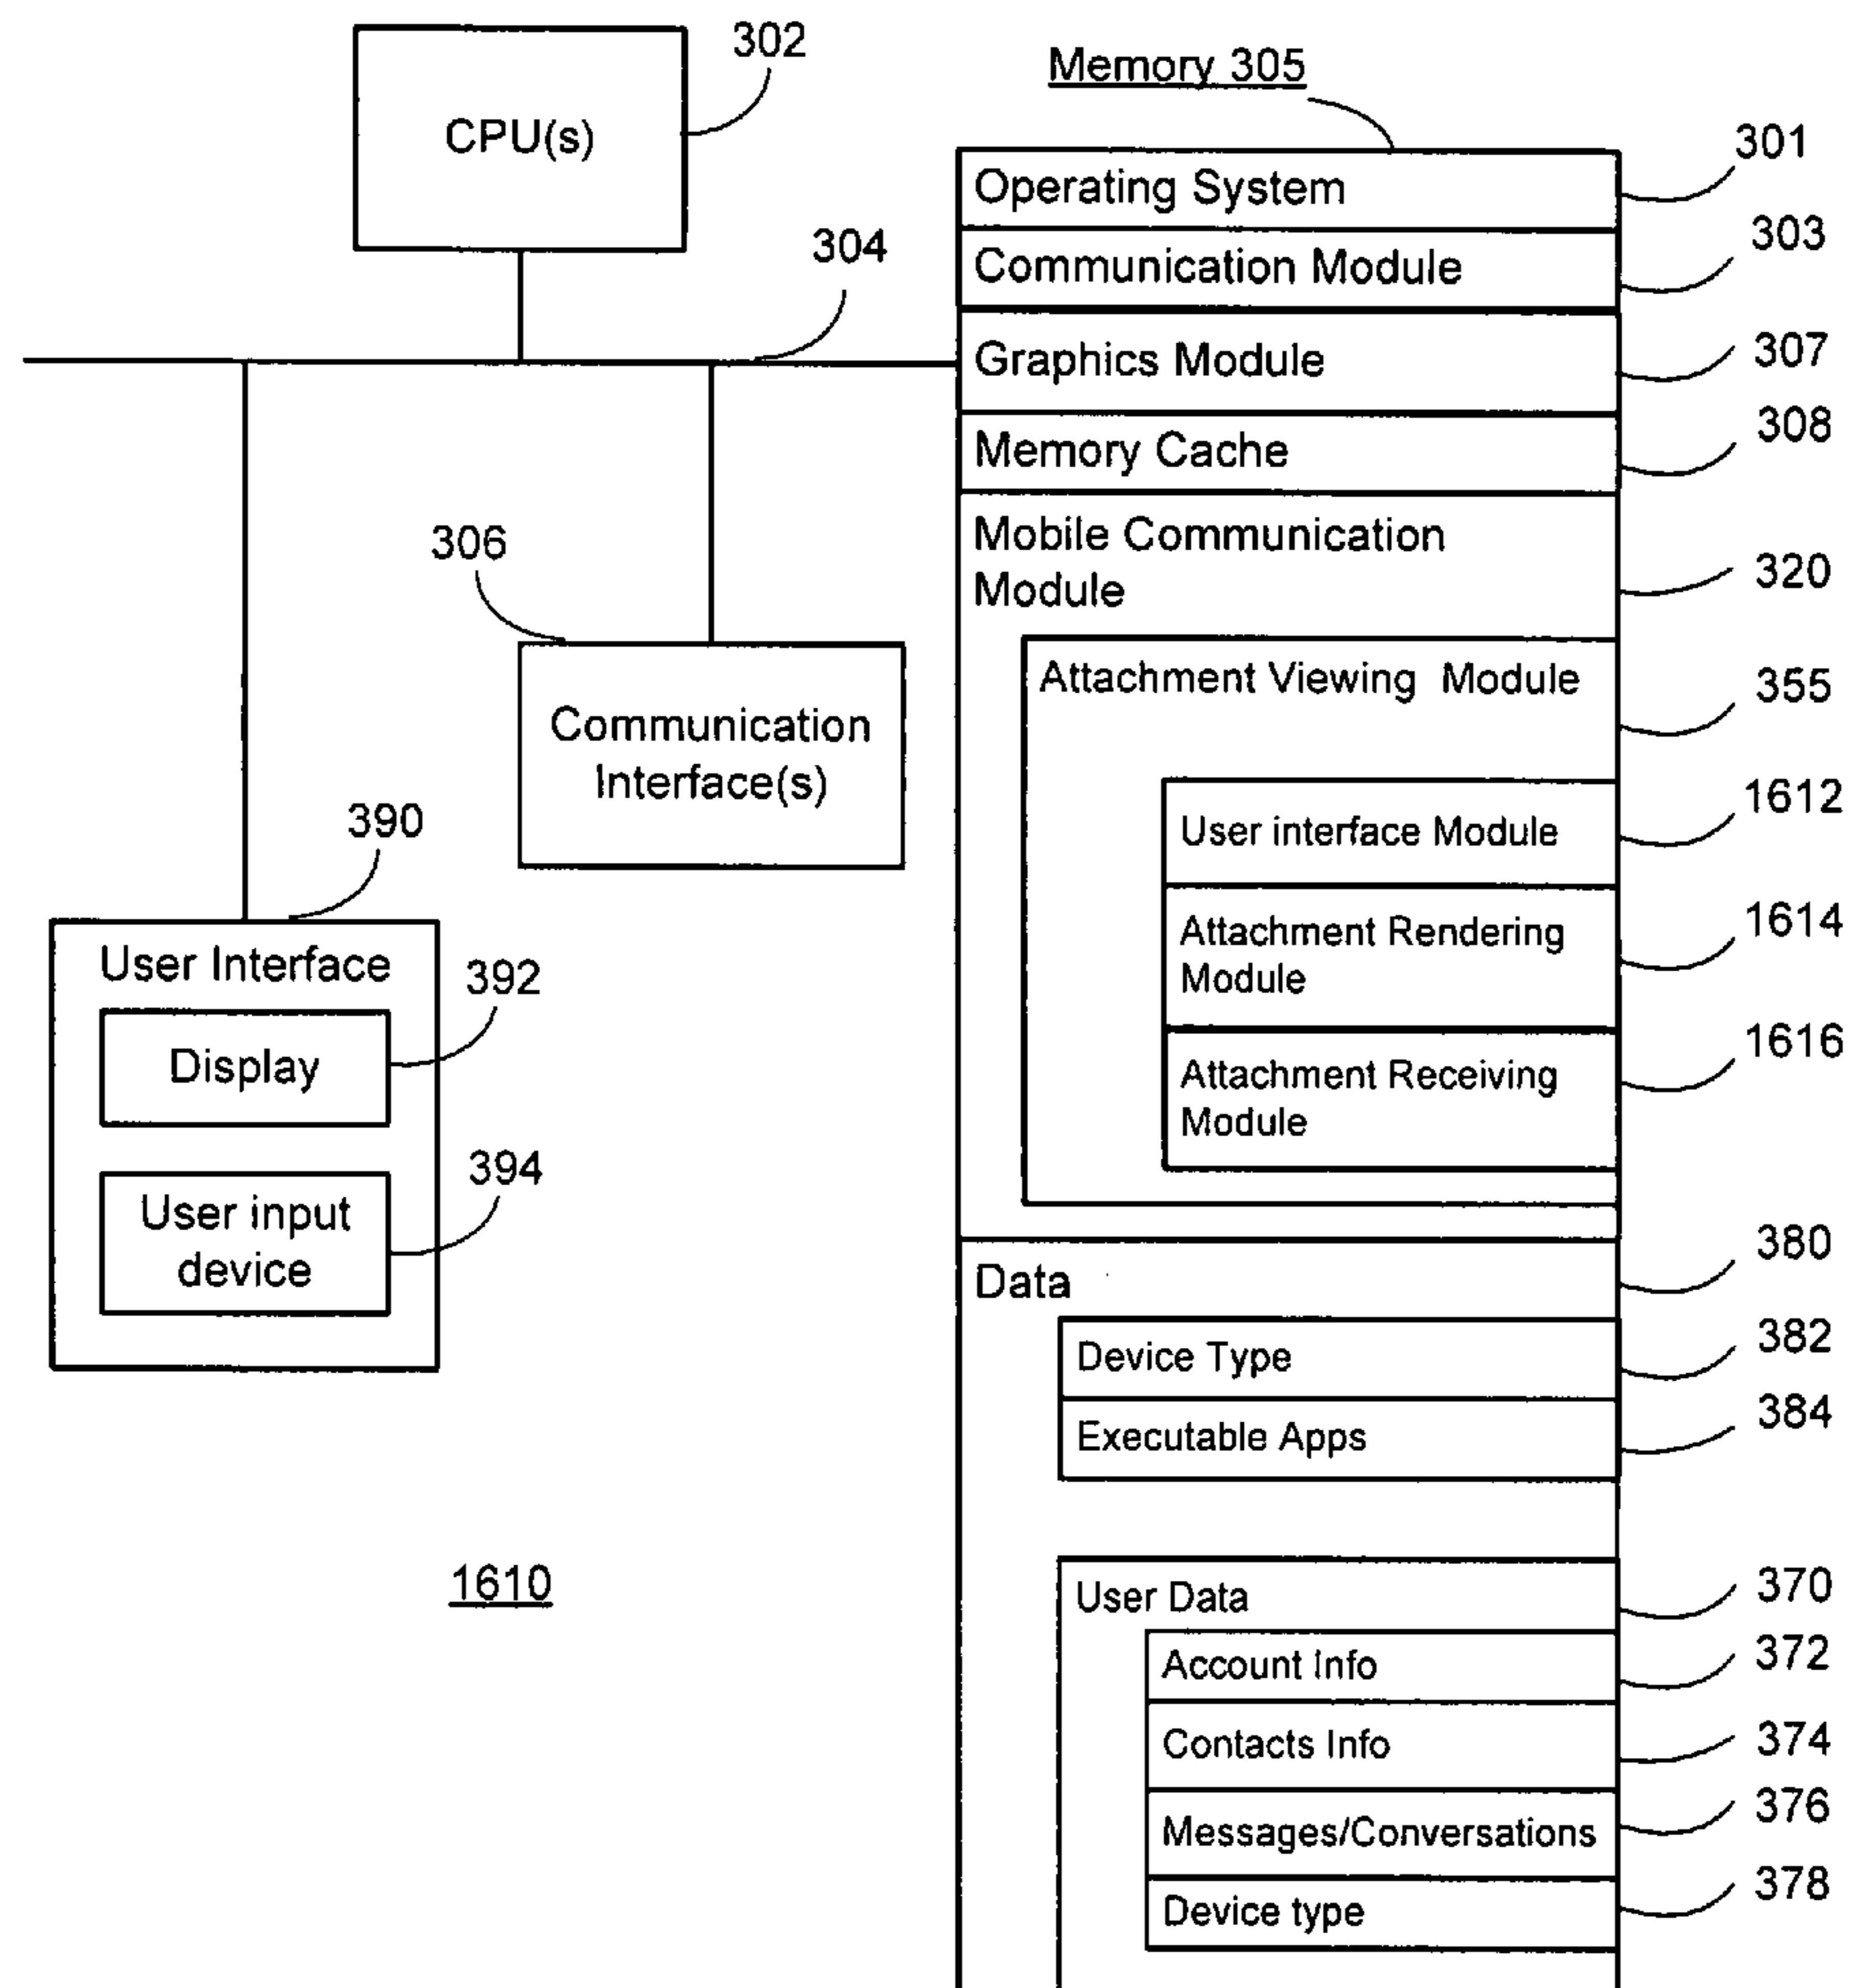 302
CPU(s)
304
306
Communication
Interface(s)
390
User Interface
392
Display
394
User input
device
1610
Memory 305
Operating System
301
Communication Module
303
Graphics Module
307
Memory Cache
308
Mobile Communication
Module
320
Attachment Viewing Module
355
User interface Module
1612
Attachment Rendering
Module
1614
Attachment Receiving
Module
1616
Data
380
Device Type
382
Executable Apps
384
User Data
370
Account Info
372
Contacts Info
374
Messages/Conversations
376
Device type
378